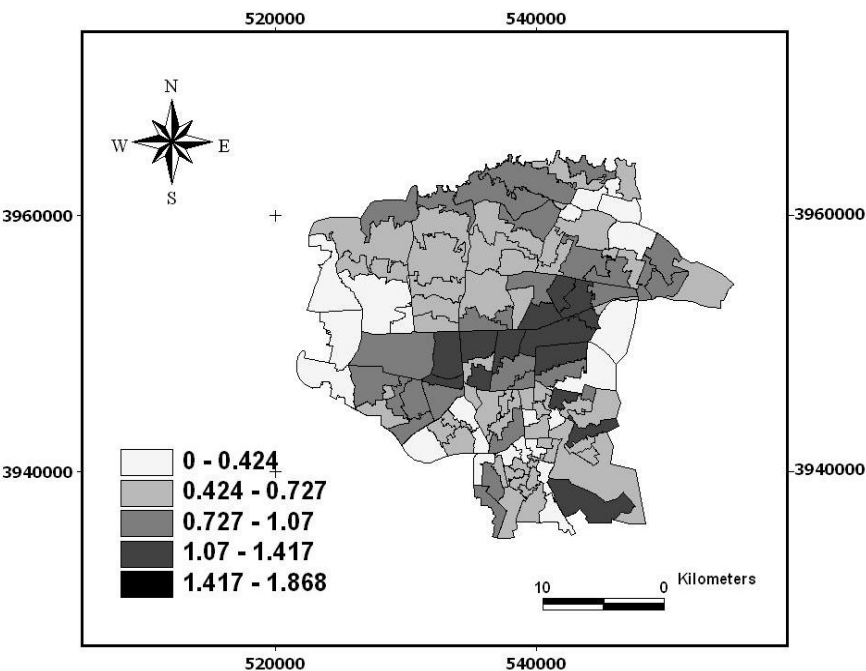 520000 540000
N
W E
S
3960000 3960000
3940000 3940000
0 - 0.424
0.424 - 0.727
0.727 - 1.07
1.07 - 1.417
1.417 - 1.868
10 0 Kilometers
520000 540000